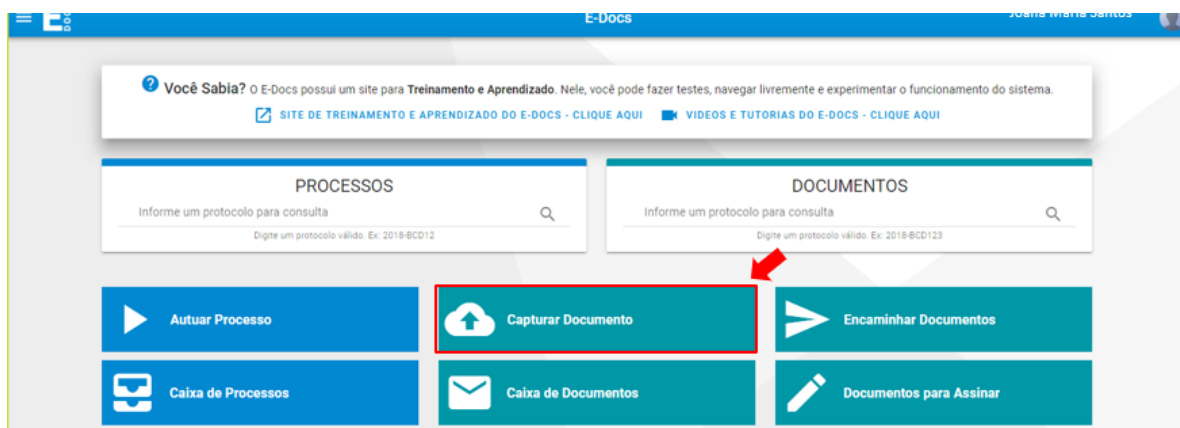 E DOCS
E-Docs
Joana Maria Santos
Você Sabia? O E-Docs possui um site para Treinamento e Aprendizado. Nele, você pode fazer testes, navegar livremente e experimentar o funcionamento do sistema.
SITE DE TREINAMENTO E APRENDIZADO DO E-DOCS - CLIQUE AQUI
VIDEOS E TUTORIAS DO E-DOCS - CLIQUE AQUI
PROCESSOS
Informe um protocolo para consulta
Digite um protocolo válido. Ex: 2018-BCD12
DOCUMENTOS
Informe um protocolo para consulta
Digite um protocolo válido. Ex: 2018-BCD123
Autuar Processo
Capturar Documento
Encaminhar Documentos
Caixa de Processos
Caixa de Documentos
Documentos para Assinar